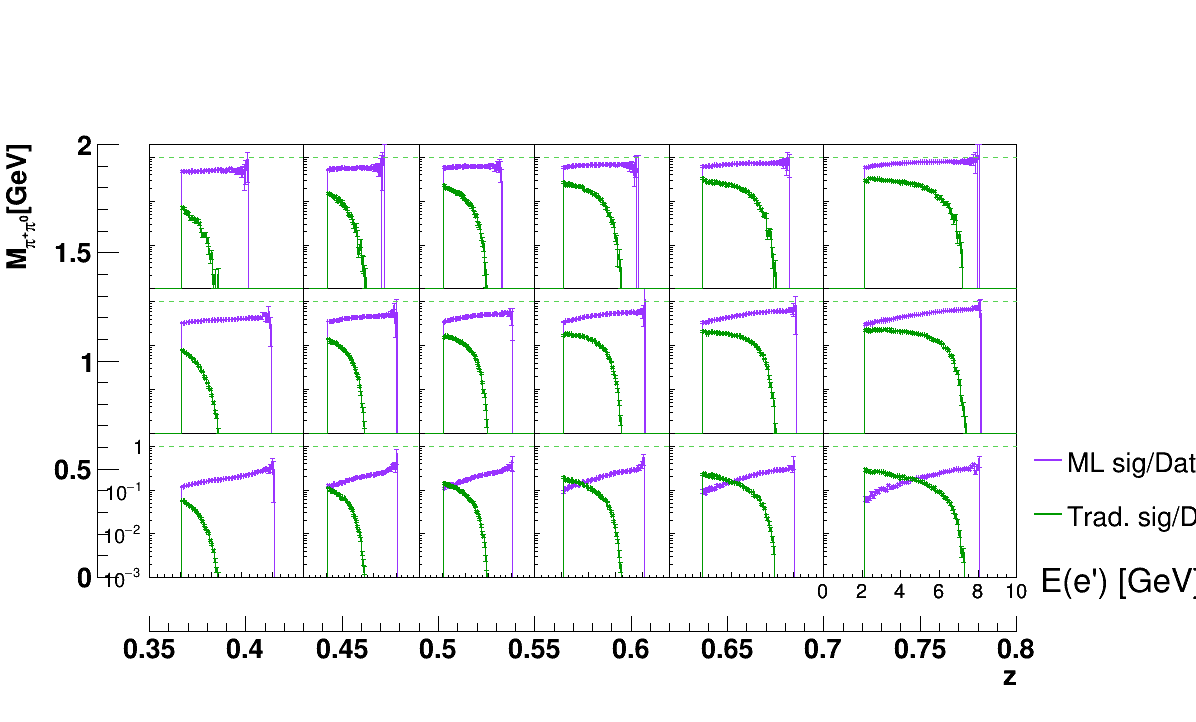 M π⁺π⁰ [GeV]
2
1.5
1
0.5
0
1
10⁻¹
10⁻²
10⁻³
ML sig/Dat
Trad. sig/D
0 2 4 6 8 10
E(e') [GeV]
0.35 0.4 0.45 0.5 0.55 0.6 0.65 0.7 0.75 0.8
z